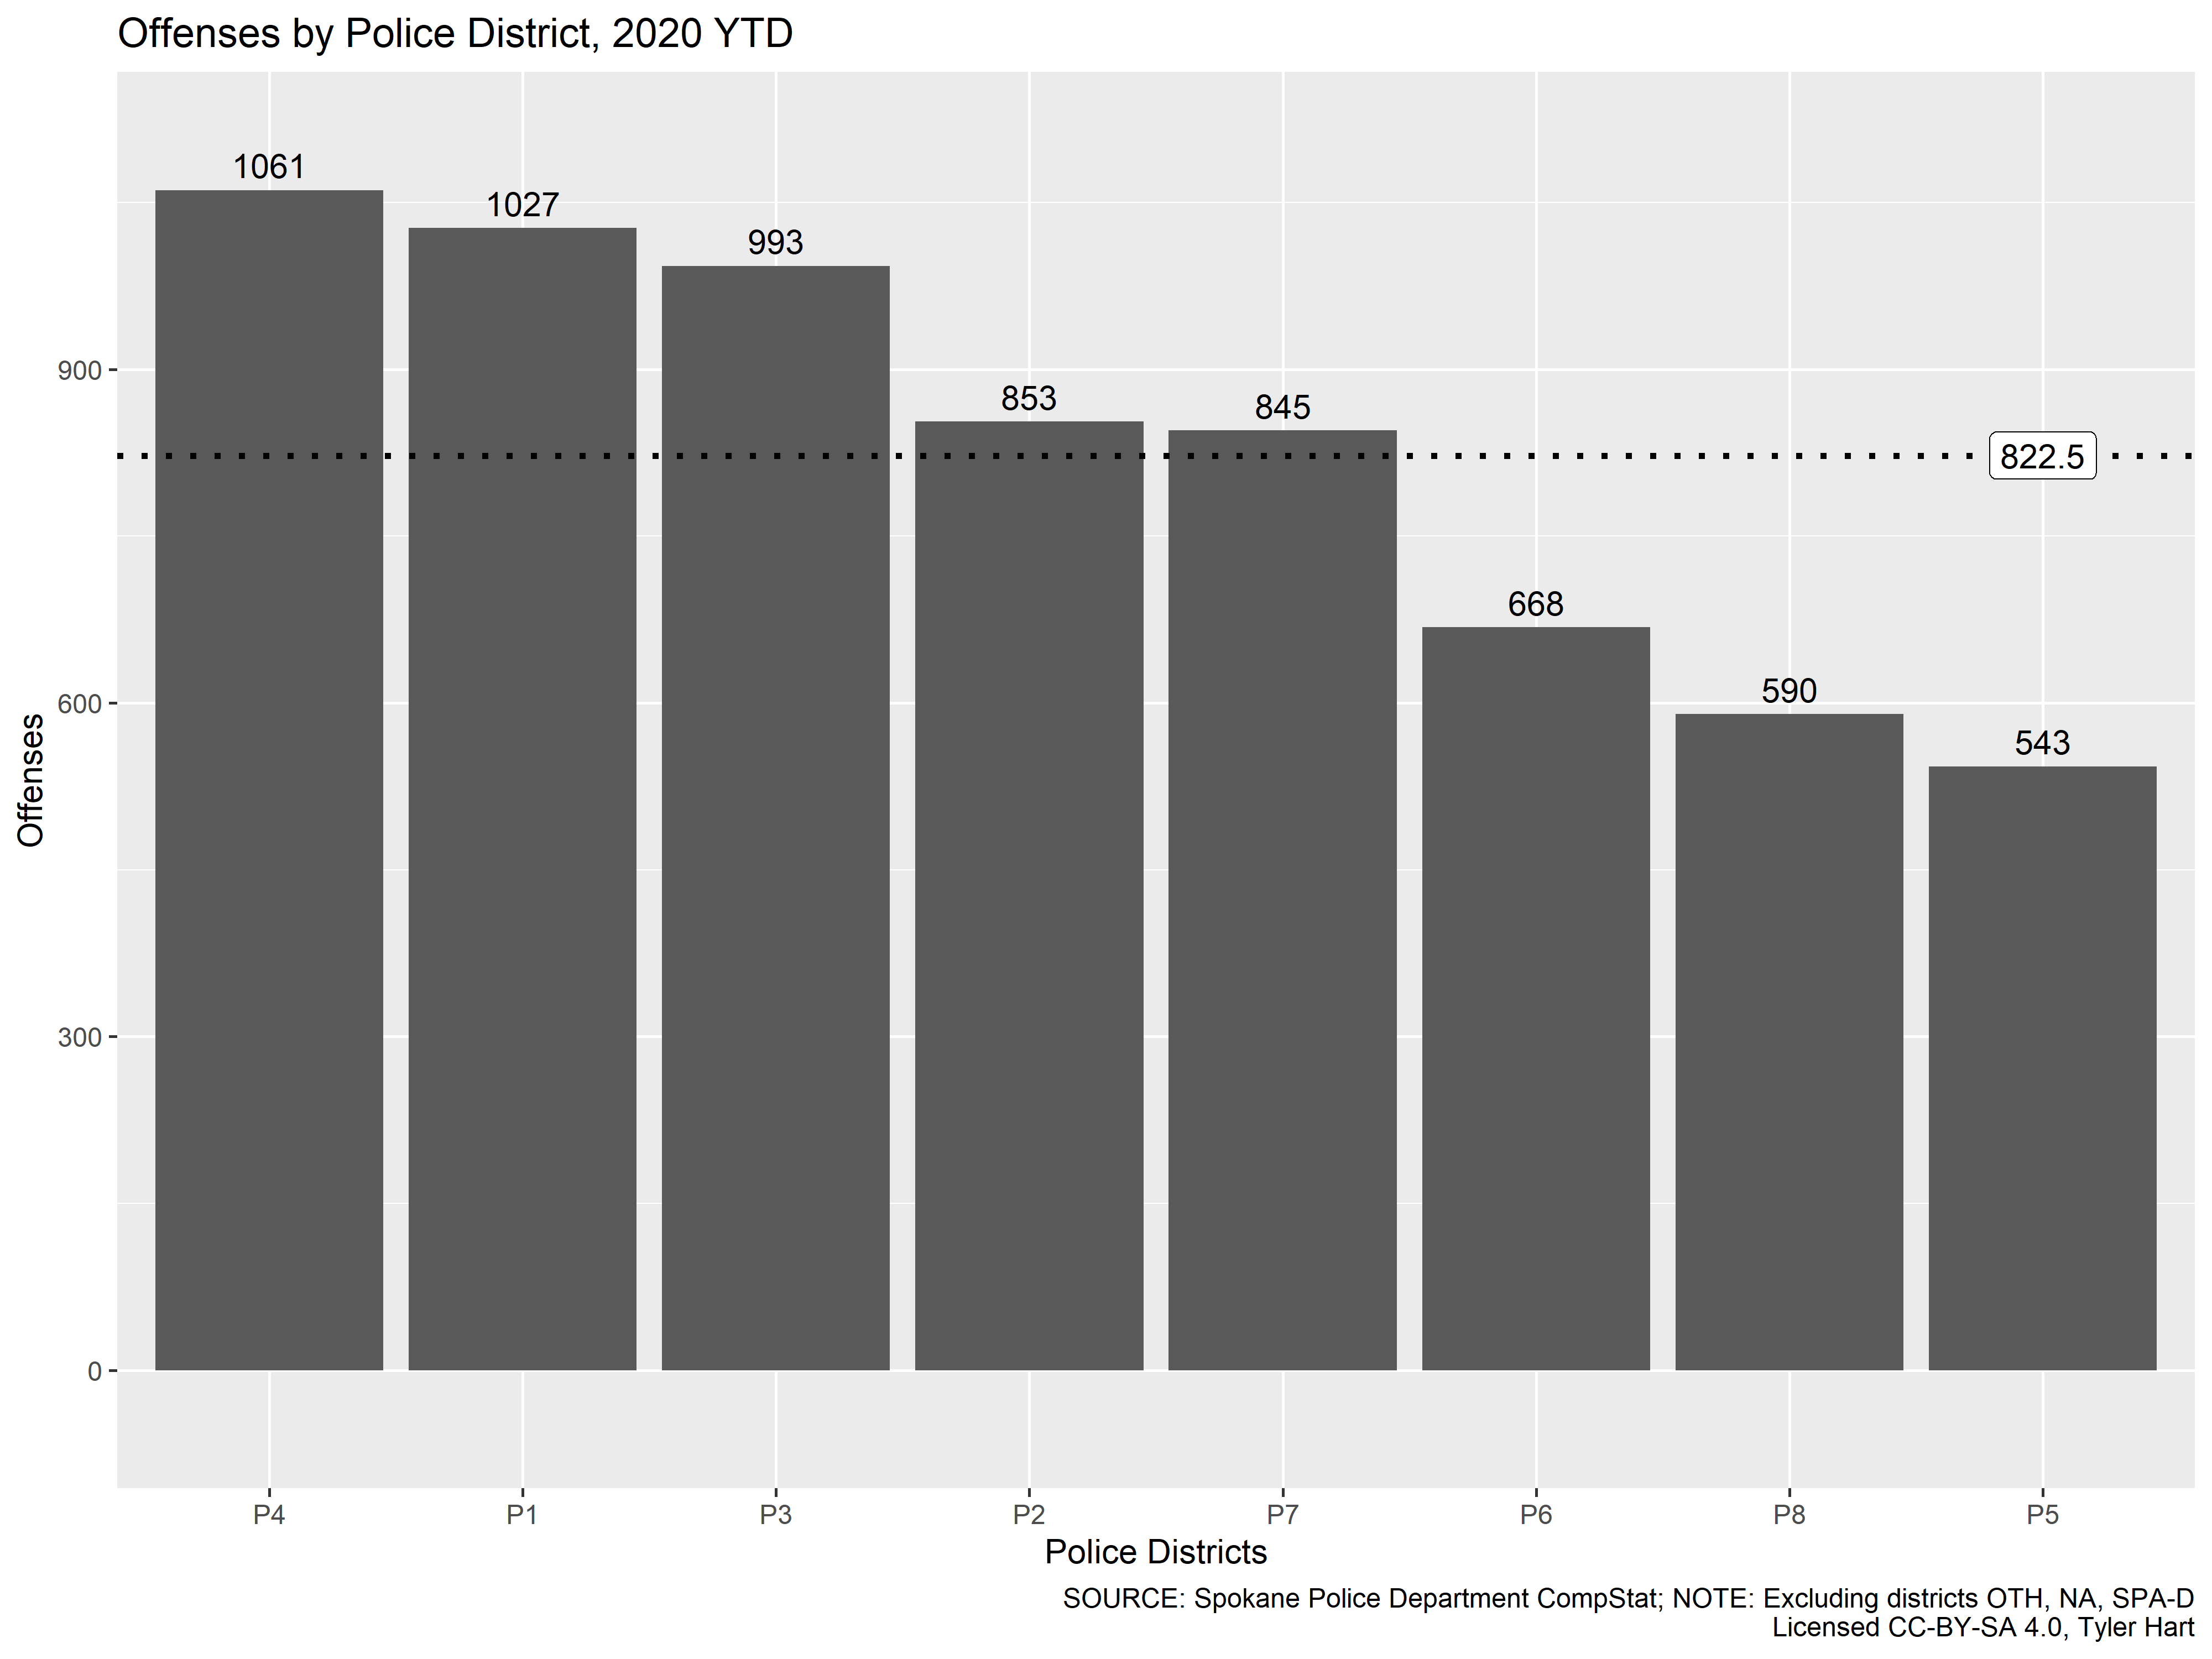 Offenses by Police District, 2020 YTD
1061
1027
993
853
845
822.5
668
590
543
900
600
300
0
Offenses
P4 P1 P3 P2 P7 P6 P8 P5
Police Districts
SOURCE: Spokane Police Department CompStat; NOTE: Excluding districts OTH, NA, SPA-D
Licensed CC-BY-SA 4.0, Tyler Hart